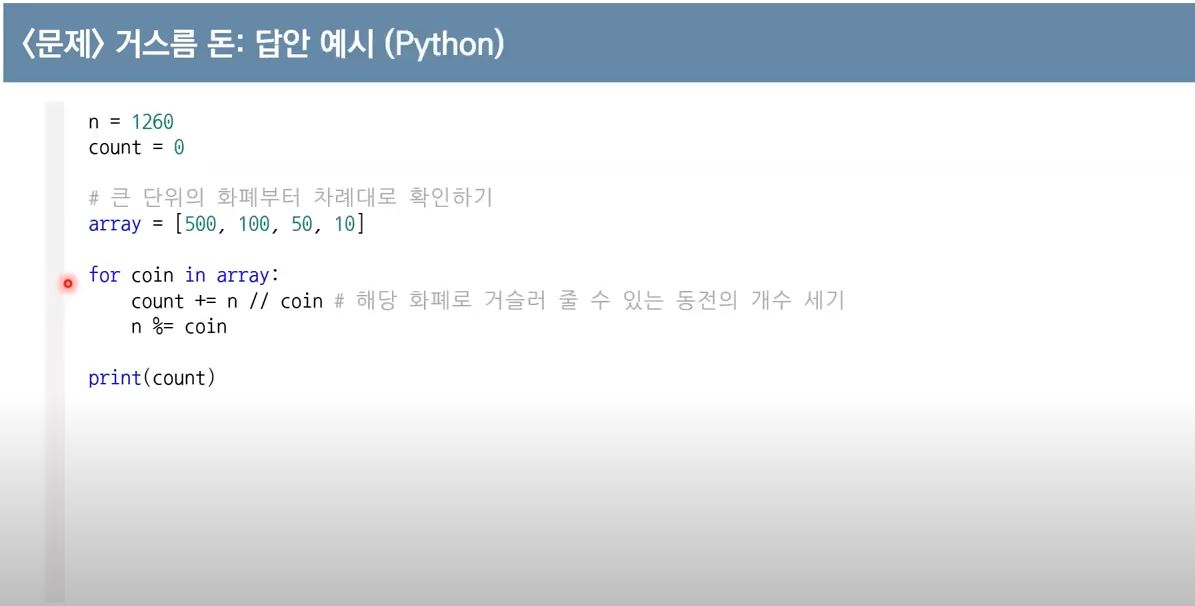 <문제> 거스름 돈: 답안 예시 (Python)
n = 1260
count = 0
# 큰 단위의 화폐부터 차례대로 확인하기
array = [500, 100, 50, 10]
for coin in array:
count += n // coin # 해당 화폐로 거슬러 줄 수 있는 동전의 개수 세기
n %= coin
print(count)